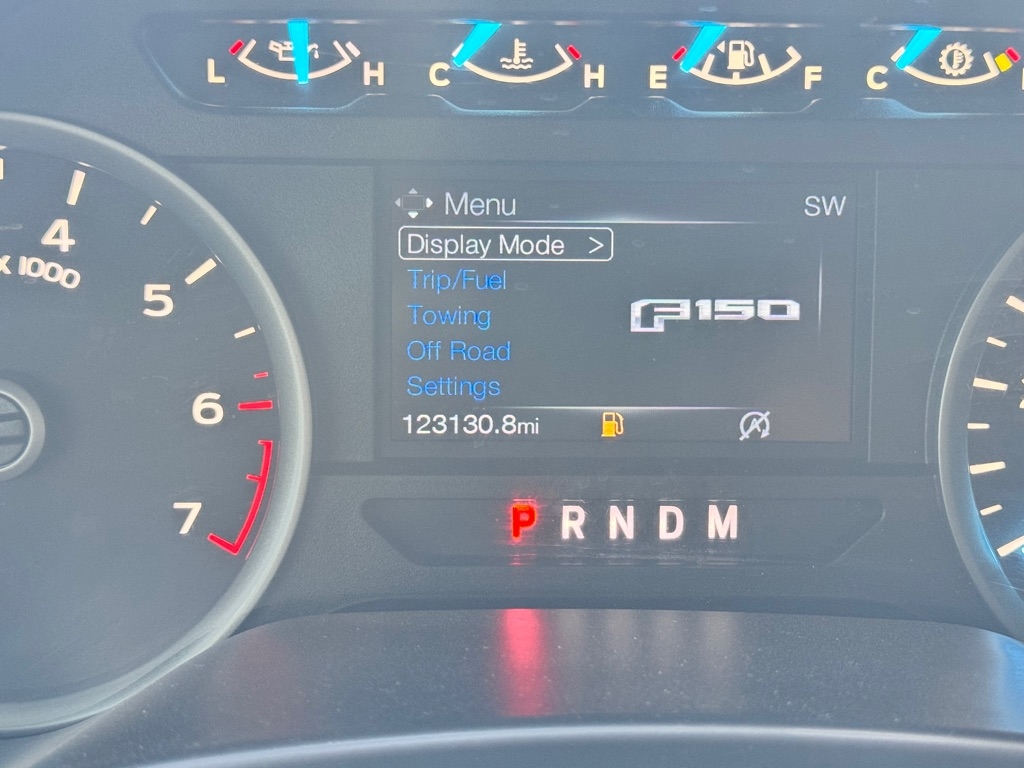 L H C H E F C
Menu SW
Display Mode >
Trip/Fuel
Towing
Off Road
Settings
F150
123130.8mi
P R N D M
4
X 1000
5
6
7